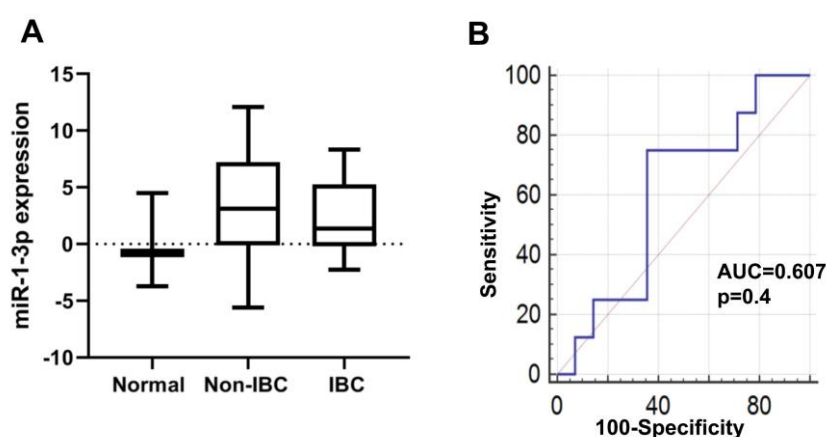 A
miR-1-3p expression
15
10
5
0
-5
-10
Normal Non-IBC IBC
B
Sensitivity
100
80
60
40
20
0
AUC=0.607
p=0.4
0 40 80
100-Specificity